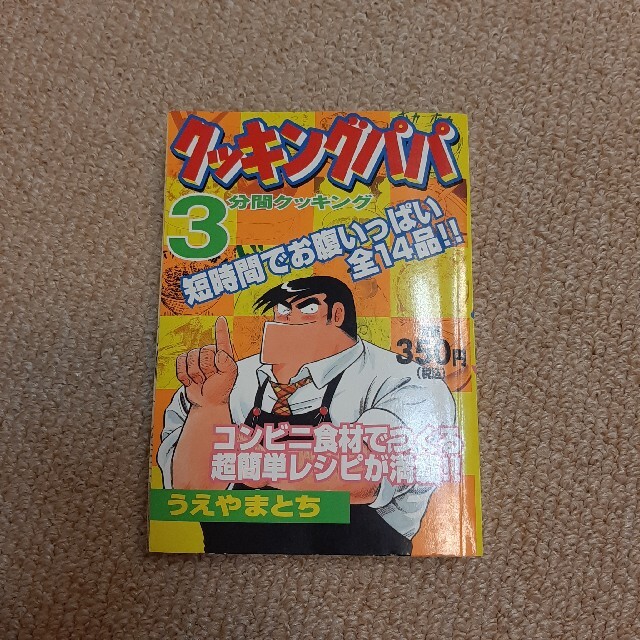 クッキングパパ
3分間クッキング
短時間でお腹いっぱい
全14品!!
350円
(税込)
コンビニ食材でつくる
超簡単レシピが満載!!
うえやまとち